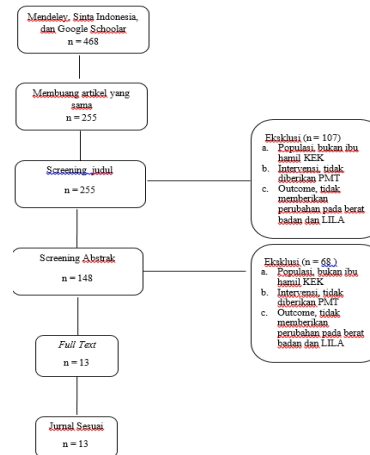 Mendeley, Sinta Indonesia,
dan Google Schoolar
n = 468
Membuang artikel yang
sama
n = 255
Screening judul
n = 255
Eksklusi (n = 107)
a. Populasi, bukan ibu
hamil KEK
b. Intervensi, tidak
diberikan PMT
c. Outcome, tidak
memberikan
perubahan pada berat
badan dan LILA
Screening Abstrak
n = 148
Eksklusi (n = 68 )
a. Populasi, bukan ibu
hamil KEK
b. Intervensi, tidak
diberikan PMT
c. Outcome, tidak
memberikan
perubahan pada berat
badan dan LILA
Full Text
n = 13
Jurnal Sesuai
n = 13